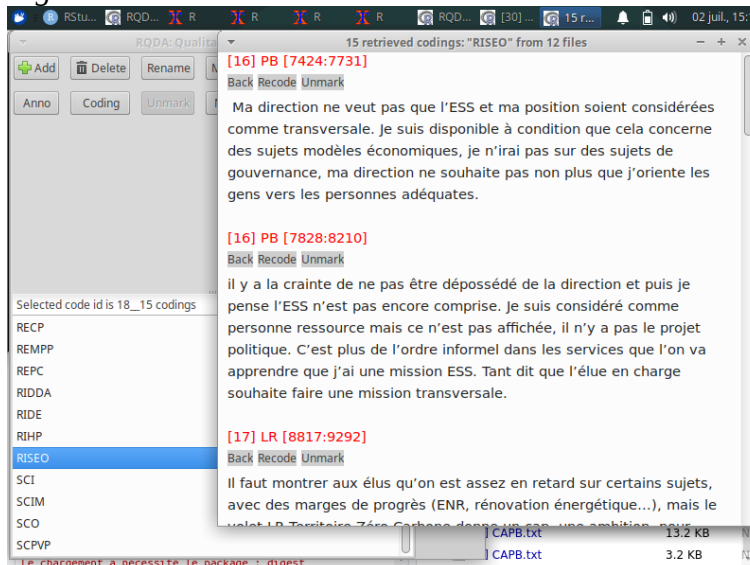 RStu... RQD... R R R R RQD... [30] ... 15 r... 02 juil., 15:
RQDA: Qualita
15 retrieved codings: "RISEO" from 12 files
Add Delete Rename
Anno Coding Unmark
[16] PB [7424:7731]
Back Recode Unmark
Ma direction ne veut pas que l’ESS et ma position soient considérées
comme transversale. Je suis disponible à condition que cela concerne
des sujets modèles économiques, je n’irai pas sur des sujets de
gouvernance, ma direction ne souhaite pas non plus que j’oriente les
gens vers les personnes adéquates.
[16] PB [7828:8210]
Back Recode Unmark
il y a la crainte de ne pas être dépossédé de la direction et puis je
pense l’ESS n’est pas encore comprise. Je suis considéré comme
personne ressource mais ce n’est pas affichée, il n’y a pas le projet
politique. C’est plus de l’ordre informel dans les services que l’on va
apprendre que j’ai une mission ESS. Tant dit que l’élue en charge
souhaite faire une mission transversale.
[17] LR [8817:9292]
Back Recode Unmark
Il faut montrer aux élus qu’on est assez en retard sur certains sujets,
avec des marges de progrès (ENR, rénovation énergétique...), mais le
volet LR Territoire Zéro Carbone donne un cap, une ambition, pour
Selected code id is 18__15 codings
RECP
REMPP
REPC
RIDDA
RIDE
RIHP
RISEO
SCI
SCIM
SCO
SCPVP
CAPB.txt 13.2 KB
CAPB.txt 3.2 KB
Le chargement a nécessité le package : digest